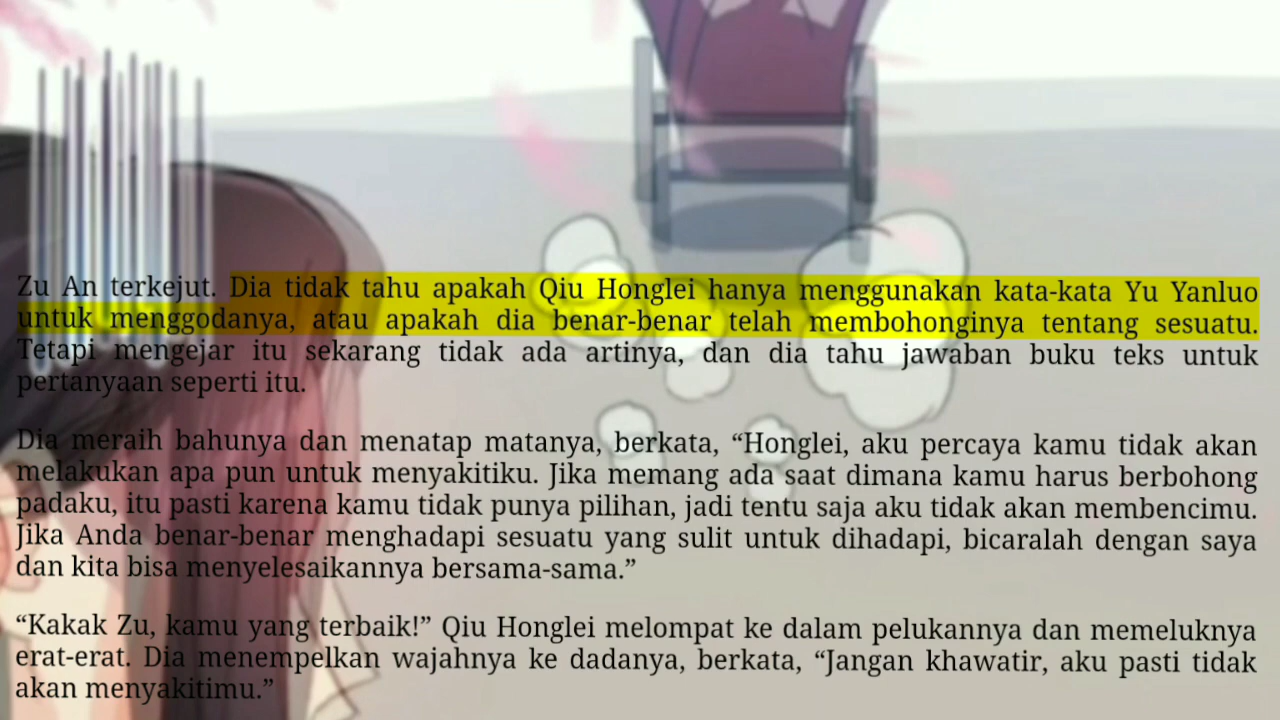 Zu An terkejut. Dia tidak tahu apakah Qiu Honglei hanya menggunakan kata-kata Yu Yanluo
untuk menggodanya, atau apakah dia benar-benar telah membohonginya tentang sesuatu.
Tetapi mengejar itu sekarang tidak ada artinya, dan dia tahu jawaban buku teks untuk
pertanyaan seperti itu.
Dia meraih bahunya dan menatap matanya, berkata, “Honglei, aku percaya kamu tidak akan
melakukan apa pun untuk menyakitiku. Jika memang ada saat dimana kamu harus berbohong
padaku, itu pasti karena kamu tidak punya pilihan, jadi tentu saja aku tidak akan membencimu.
Jika Anda benar-benar menghadapi sesuatu yang sulit untuk dihadapi, bicaralah dengan saya
dan kita bisa menyelesaikannya bersama-sama.”
“Kakak Zu, kamu yang terbaik!” Qiu Honglei melompat ke dalam pelukannya dan memeluknya
erat-erat. Dia menempelkan wajahnya ke dadanya, berkata, “Jangan khawatir, aku pasti tidak
akan menyakitimu.”